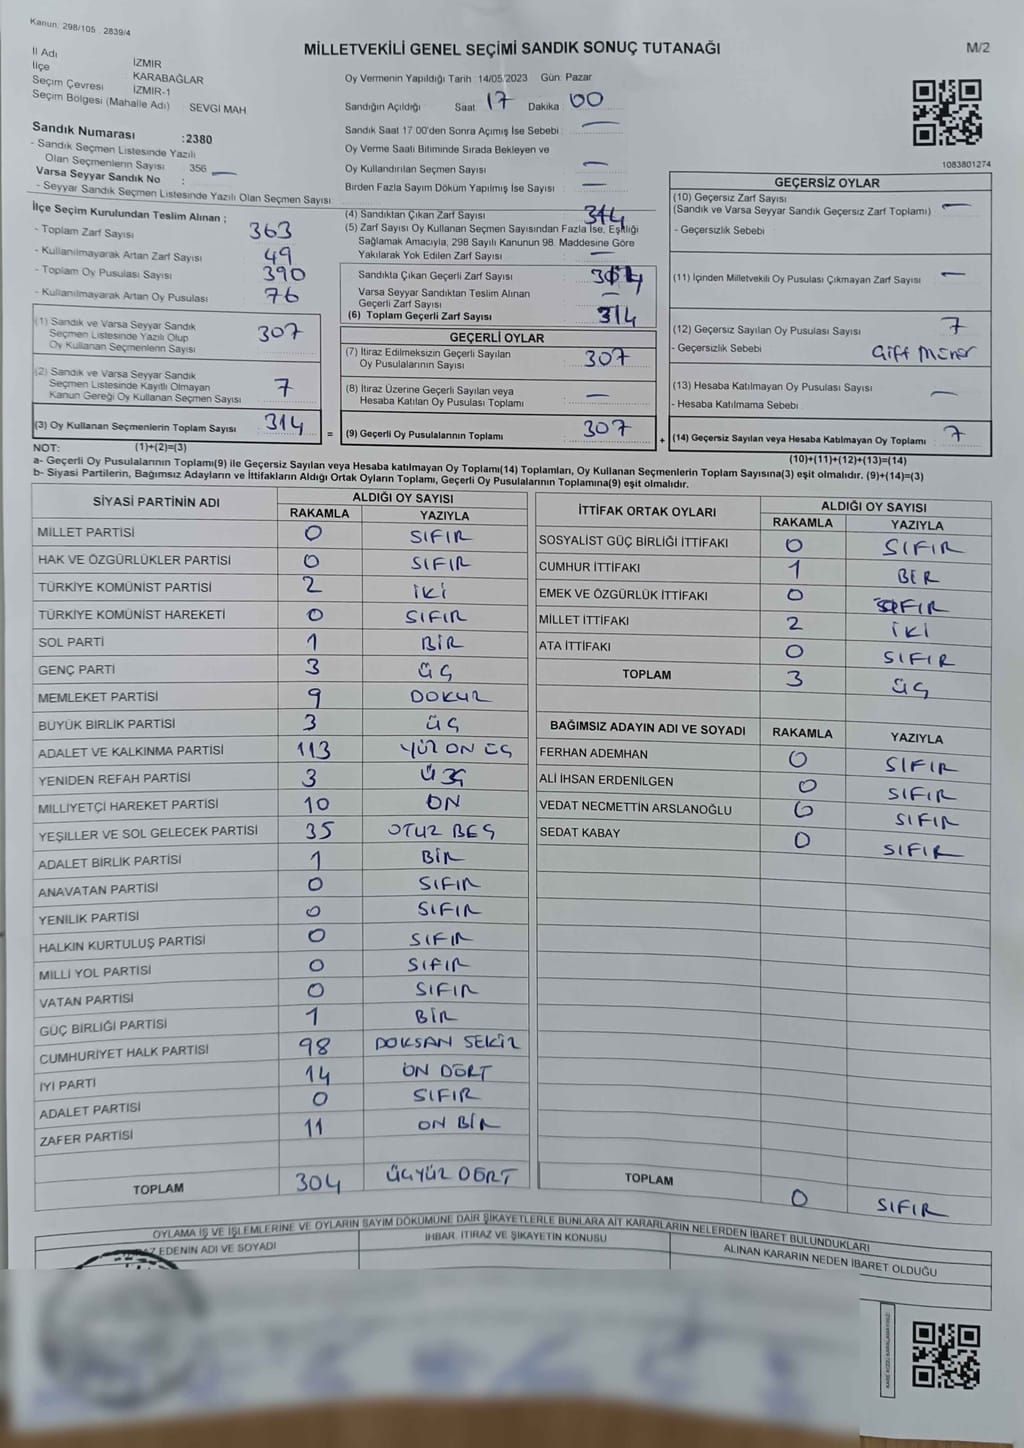 Kanun: 298/105 . 2839/4
MİLLETVEKİLİ GENEL SEÇİMİ SANDIK SONUÇ TUTANAĞI
M/2
İl Adı İZMİR
İlçe KARABAĞLAR
Seçim Çevresi İZMİR-1
Seçim Bölgesi (Mahalle Adı) SEVGİ MAH
Sandık Numarası :2380
- Sandık Seçmen Listesinde Yazılı
Olan Seçmenlerin Sayısı 356
Varsa Seyyar Sandık No :
- Seyyar Sandık Seçmen Listesinde Yazılı Olan Seçmen Sayısı
İlçe Seçim Kurulundan Teslim Alınan ;
- Toplam Zarf Sayısı 363
- Kullanılmayarak Artan Zarf Sayısı 49
- Toplam Oy Pusulası Sayısı 390
- Kullanılmayarak Artan Oy Pusulası 76
(1) Sandık ve Varsa Seyyar Sandık
Seçmen Listesinde Yazılı Olup
Oy Kullanan Seçmenlerin Sayısı 307
(2) Sandık ve Varsa Seyyar Sandık
Seçmen Listesinde Kayıtlı Olmayan
Kanun Gereği Oy Kullanan Seçmen Sayısı 7
(3) Oy Kullanan Seçmenlerin Toplam Sayısı 314
Oy Vermenin Yapıldığı Tarih : 14/05/2023 Gün: Pazar
Sandığın Açıldığı Saat 17 Dakika 00
Sandık Saat 17.00'den Sonra Açımış İse Sebebi : —
Oy Verme Saati Bitiminde Sırada Bekleyen ve
Oy Kullandırılan Seçmen Sayısı : —
Birden Fazla Sayım Döküm Yapılmış İse Sayısı : —
(4) Sandıktan Çıkan Zarf Sayısı : 314
(5) Zarf Sayısı Oy Kullanan Seçmen Sayısından Fazla İse, Eşitliği
Sağlamak Amacıyla, 298 Sayılı Kanunun 98. Maddesine Göre
Yakılarak Yok Edilen Zarf Sayısı : —
Sandıkta Çıkan Geçerli Zarf Sayısı : 314
Varsa Seyyar Sandıktan Teslim Alınan
Geçerli Zarf Sayısı : —
(6) Toplam Geçerli Zarf Sayısı : 314
GEÇERLİ OYLAR
(7) İtiraz Edilmeksizin Geçerli Sayılan
Oy Pusulalarının Sayısı : 307
(8) İtiraz Üzerine Geçerli Sayılan veya
Hesaba Katılan Oy Pusulası Toplamı : —
= (9) Geçerli Oy Pusulalarının Toplamı : 307
1083801274
GEÇERSİZ OYLAR
(10) Geçersiz Zarf Sayısı
(Sandık ve Varsa Seyyar Sandık Geçersiz Zarf Toplamı) : —
- Geçersizlik Sebebi :
(11) İçinden Milletvekili Oy Pusulası Çıkmayan Zarf Sayısı : —
(12) Geçersiz Sayılan Oy Pusulası Sayısı : 7
- Geçersizlik Sebebi :
(13) Hesaba Katılmayan Oy Pusulası Sayısı : —
- Hesaba Katılmama Sebebi :
+ (14) Geçersiz Sayılan veya Hesaba Katılmayan Oy Toplamı : 7
NOT: (1)+(2)=(3) (10)+(11)+(12)+(13)=(14)
a- Geçerli Oy Pusulalarının Toplamı(9) ile Geçersiz Sayılan veya Hesaba katılmayan Oy Toplamı(14) Toplamları, Oy Kullanan Seçmenlerin Toplam Sayısına(3) eşit olmalıdır. (9)+(14)=(3)
b- Siyasi Partilerin, Bağımsız Adayların ve İttifakların Aldığı Ortak Oyların Toplamı, Geçerli Oy Pusulalarının Toplamına(9) eşit olmalıdır.
SİYASİ PARTİNİN ADI ALDIĞI OY SAYISI
RAKAMLA YAZIYLA
MİLLET PARTİSİ 0 SIFIR
HAK VE ÖZGÜRLÜKLER PARTİSİ 0 SIFIR
TÜRKİYE KOMÜNİST PARTİSİ 2 İKİ
TÜRKİYE KOMÜNİST HAREKETİ 0 SIFIR
SOL PARTİ 1 BİR
GENÇ PARTİ 3 ÜÇ
MEMLEKET PARTİSİ 9 DOKUZ
BÜYÜK BİRLİK PARTİSİ 3 ÜÇ
ADALET VE KALKINMA PARTİSİ 113 YÜZ ON ÜÇ
YENİDEN REFAH PARTİSİ 3 ÜÇ
MİLLİYETÇİ HAREKET PARTİSİ 10 ON
YEŞİLLER VE SOL GELECEK PARTİSİ 35 OTUZ BEŞ
ADALET BİRLİK PARTİSİ 1 BİR
ANAVATAN PARTİSİ 0 SIFIR
YENİLİK PARTİSİ 0 SIFIR
HALKIN KURTULUŞ PARTİSİ 0 SIFIR
MİLLİ YOL PARTİSİ 0 SIFIR
VATAN PARTİSİ 0 SIFIR
GÜÇ BİRLİĞİ PARTİSİ 1 BİR
CUMHURİYET HALK PARTİSİ 98 DOKSAN SEKİZ
İYİ PARTİ 14 ON DÖRT
ADALET PARTİSİ 0 SIFIR
ZAFER PARTİSİ 11 ON BİR
TOPLAM 304 ÜÇYÜZ DÖRT
İTTİFAK ORTAK OYLARI ALDIĞI OY SAYISI
RAKAMLA YAZIYLA
SOSYALİST GÜÇ BİRLİĞİ İTTİFAKI 0 SIFIR
CUMHUR İTTİFAKI 1 BİR
EMEK VE ÖZGÜRLÜK İTTİFAKI 0 SIFIR
MİLLET İTTİFAKI 2 İKİ
ATA İTTİFAKI 0 SIFIR
TOPLAM 3 ÜÇ
BAĞIMSIZ ADAYIN ADI VE SOYADI RAKAMLA YAZIYLA
FERHAN ADEMHAN 0 SIFIR
ALİ İHSAN ERDENİLGEN 0 SIFIR
VEDAT NECMETTİN ARSLANOĞLU 0 SIFIR
SEDAT KABAY 0 SIFIR
TOPLAM 0 SIFIR
OYLAMA İŞ VE İŞLEMLERİNE VE OYLARIN SAYIM DÖKÜMÜNE DAİR ŞİKAYETLERLE BUNLARA AİT KARARLARIN NELERDEN İBARET BULUNDUKLARI
EDENİN ADI VE SOYADI İHBAR, İTİRAZ VE ŞİKAYETİN KONUSU ALINAN KARARIN NEDEN İBARET OLDUĞU